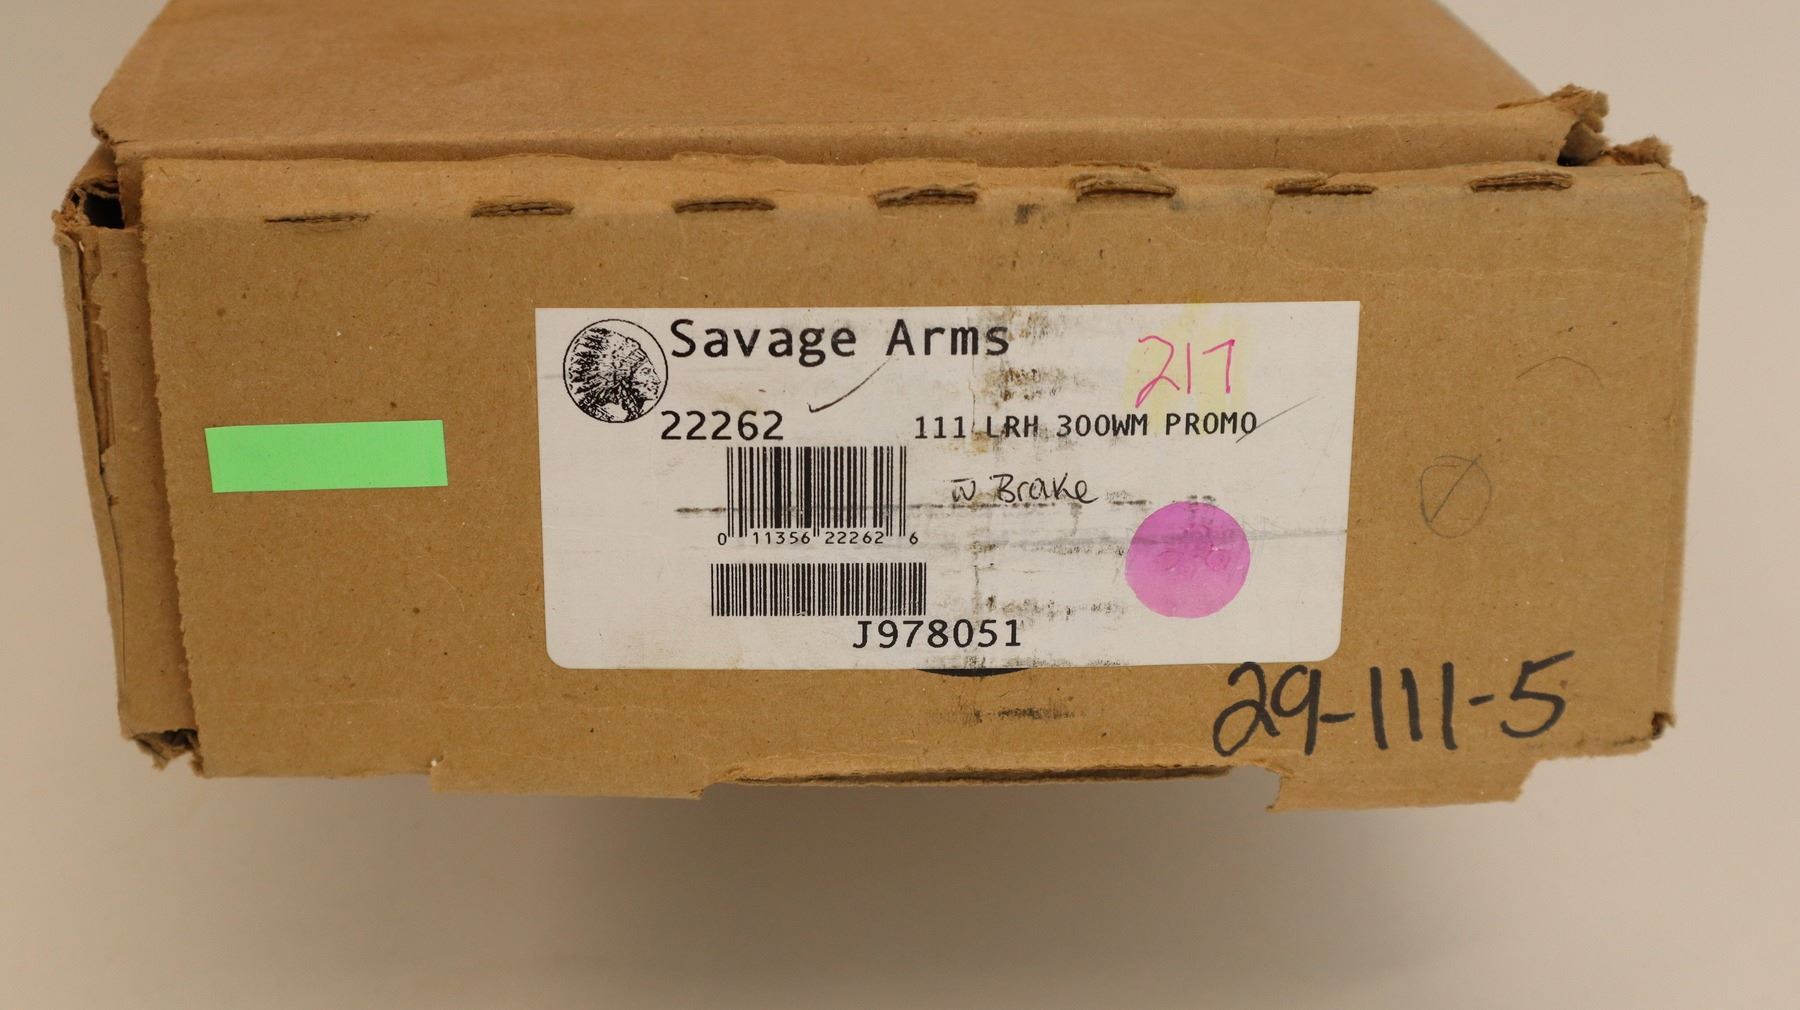 Savage Arms
217
22262
111 LRH 300WM PROMO
w Brake
0 11356 22262 6
J978051
29-111-5